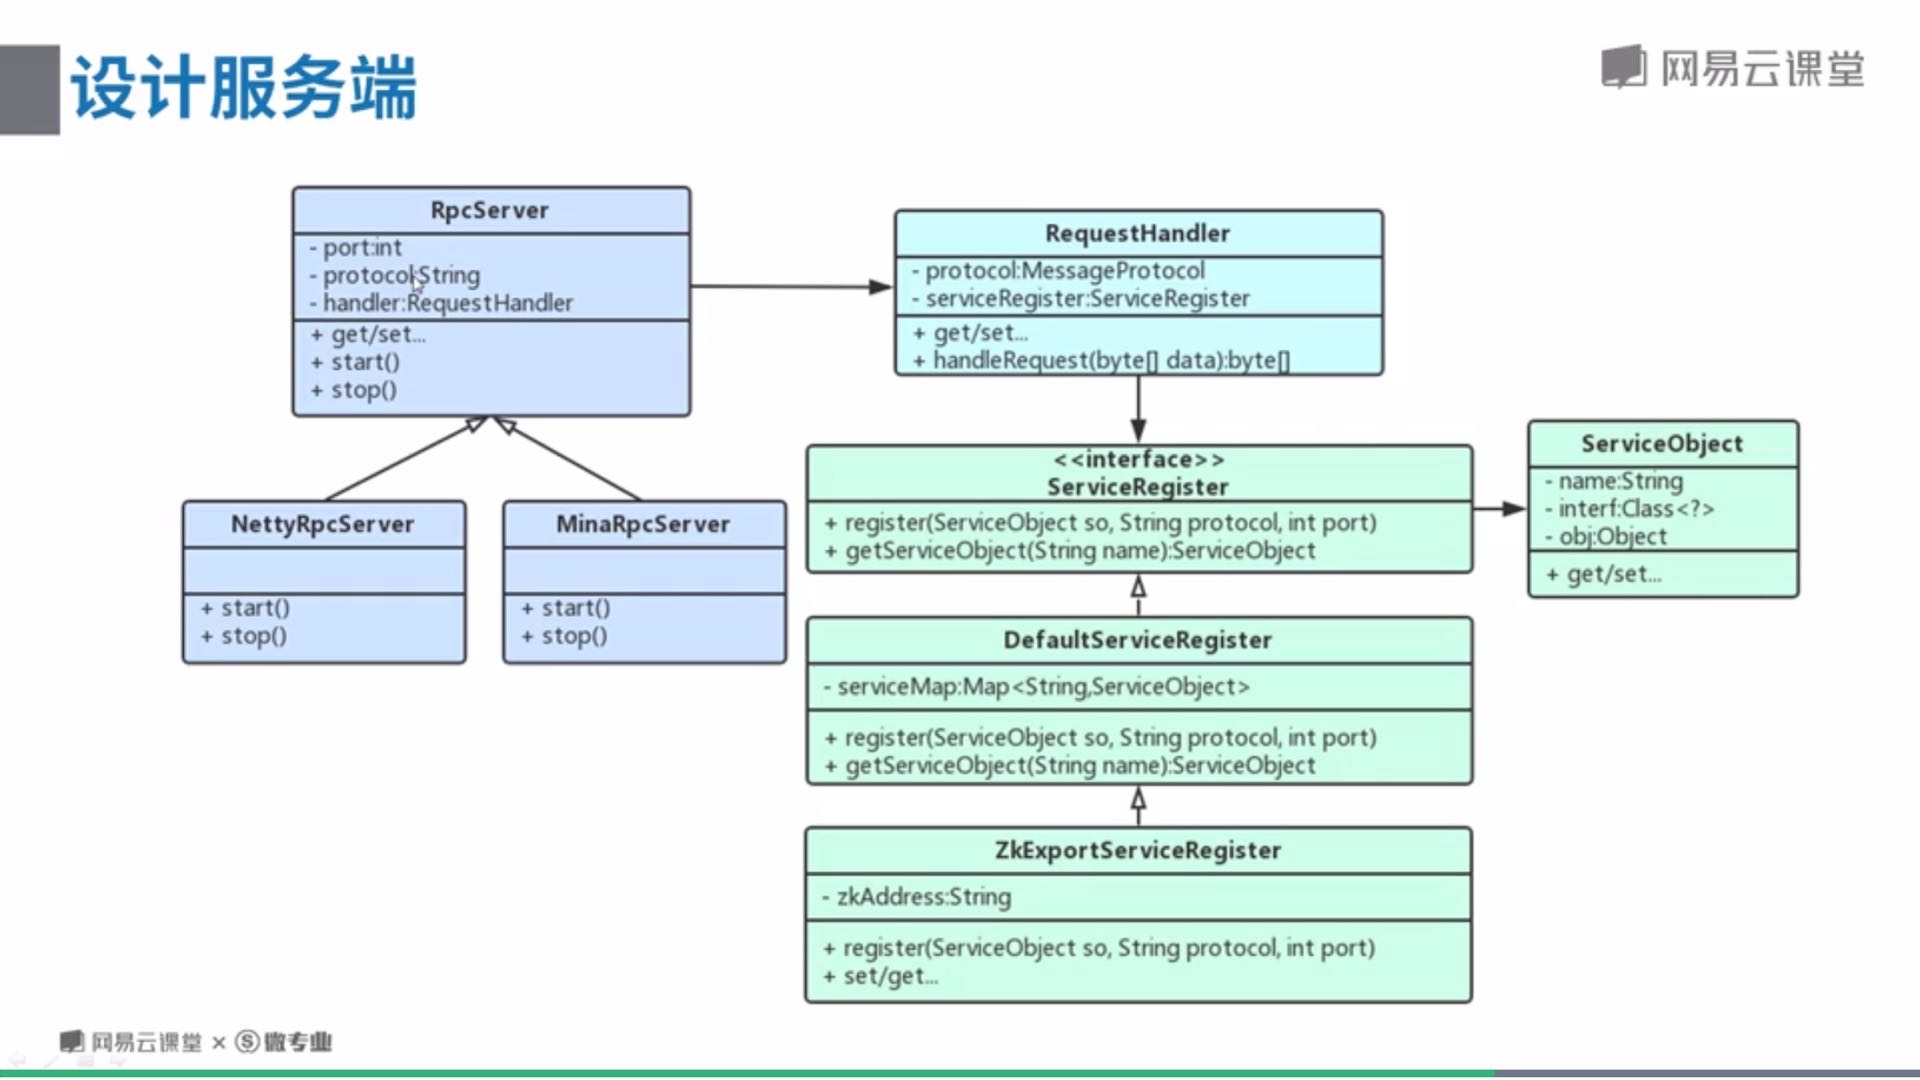 设计服务端
网易云课堂
RpcServer
- port:int
- protocol:String
- handler:RequestHandler
+ get/set...
+ start()
+ stop()
RequestHandler
- protocol:MessageProtocol
- serviceRegister:ServiceRegister
+ get/set...
+ handleRequest(byte[] data):byte[]
NettyRpcServer
+ start()
+ stop()
MinaRpcServer
+ start()
+ stop()
<<interface>>
ServiceRegister
+ register(ServiceObject so, String protocol, int port)
+ getServiceObject(String name):ServiceObject
ServiceObject
- name:String
- interf:Class<?>
- obj:Object
+ get/set...
DefaultServiceRegister
- serviceMap:Map<String,ServiceObject>
+ register(ServiceObject so, String protocol, int port)
+ getServiceObject(String name):ServiceObject
ZkExportServiceRegister
- zkAddress:String
+ register(ServiceObject so, String protocol, int port)
+ set/get...
网易云课堂 × Ⓢ微专业